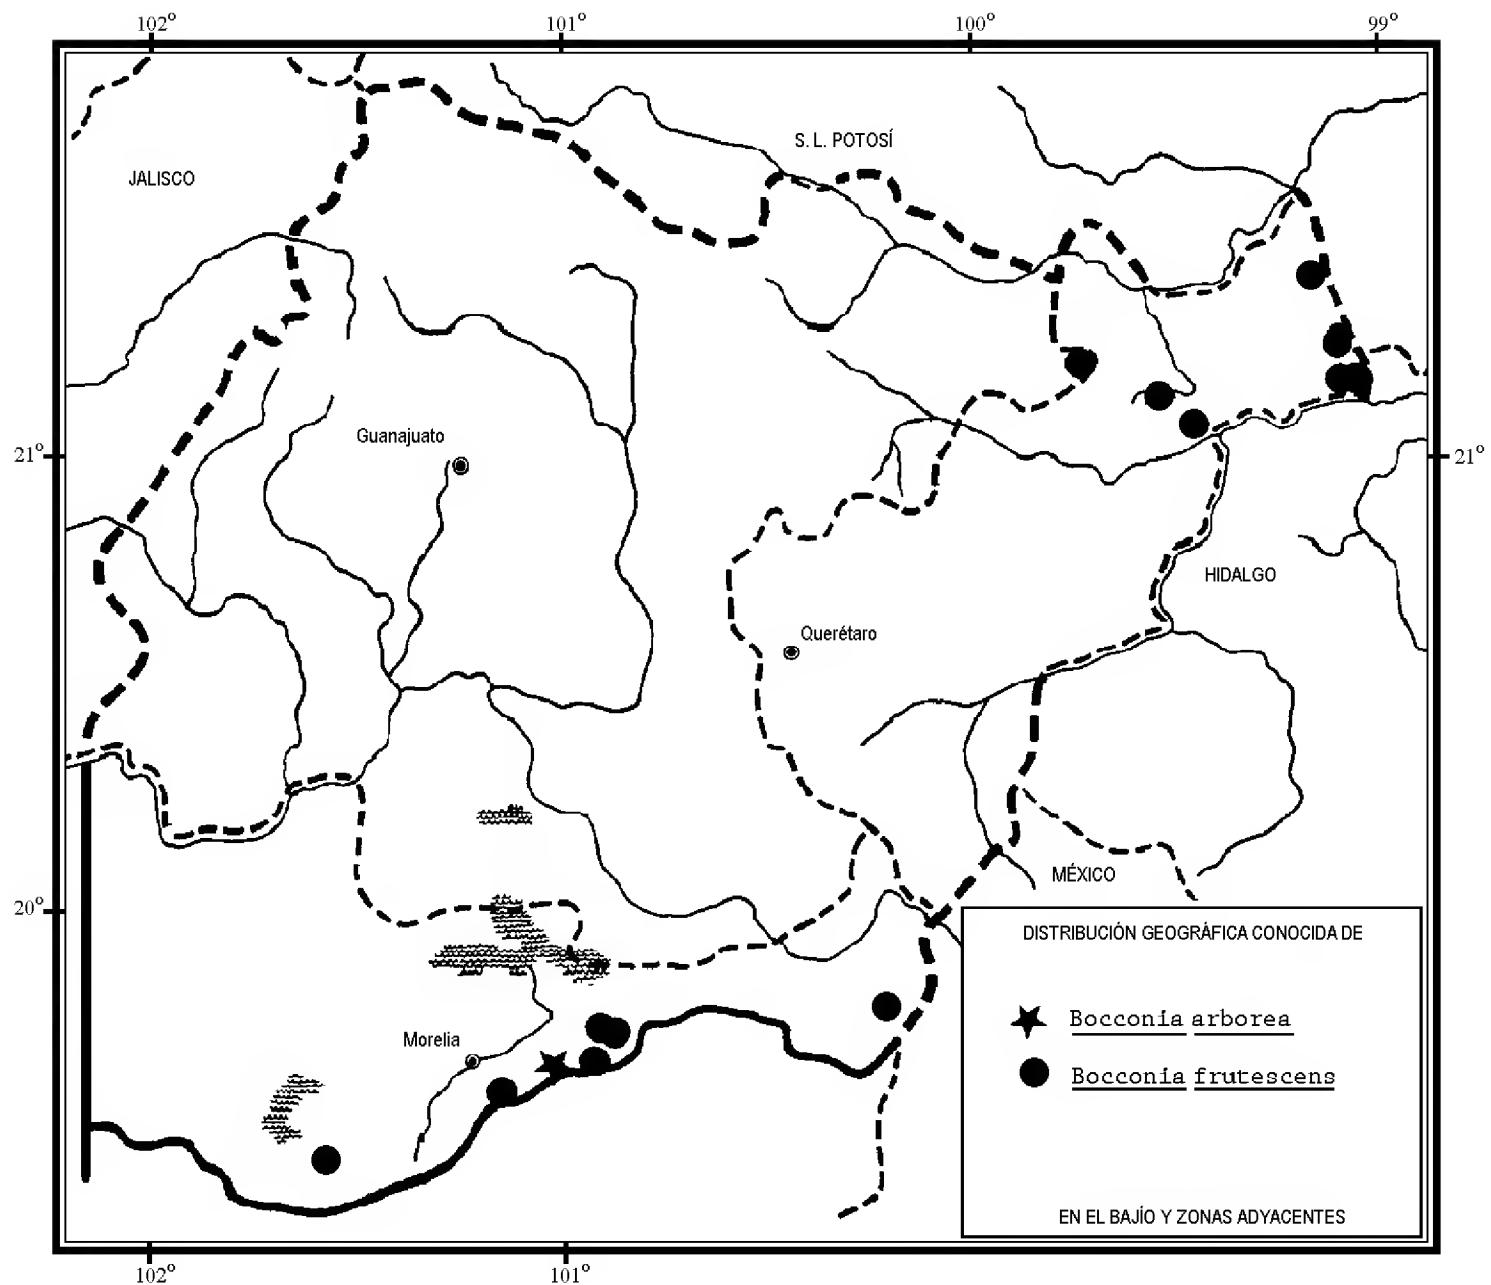 102° 101° 100° 99°
S. L. POTOSÍ
JALISCO
Guanajuato
21° 21°
HIDALGO
Querétaro
MÉXICO
20°
DISTRIBUCIÓN GEOGRÁFICA CONOCIDA DE
Bocconia arborea
Morelia
Bocconia frutescens
EN EL BAJÍO Y ZONAS ADYACENTES
102° 101°